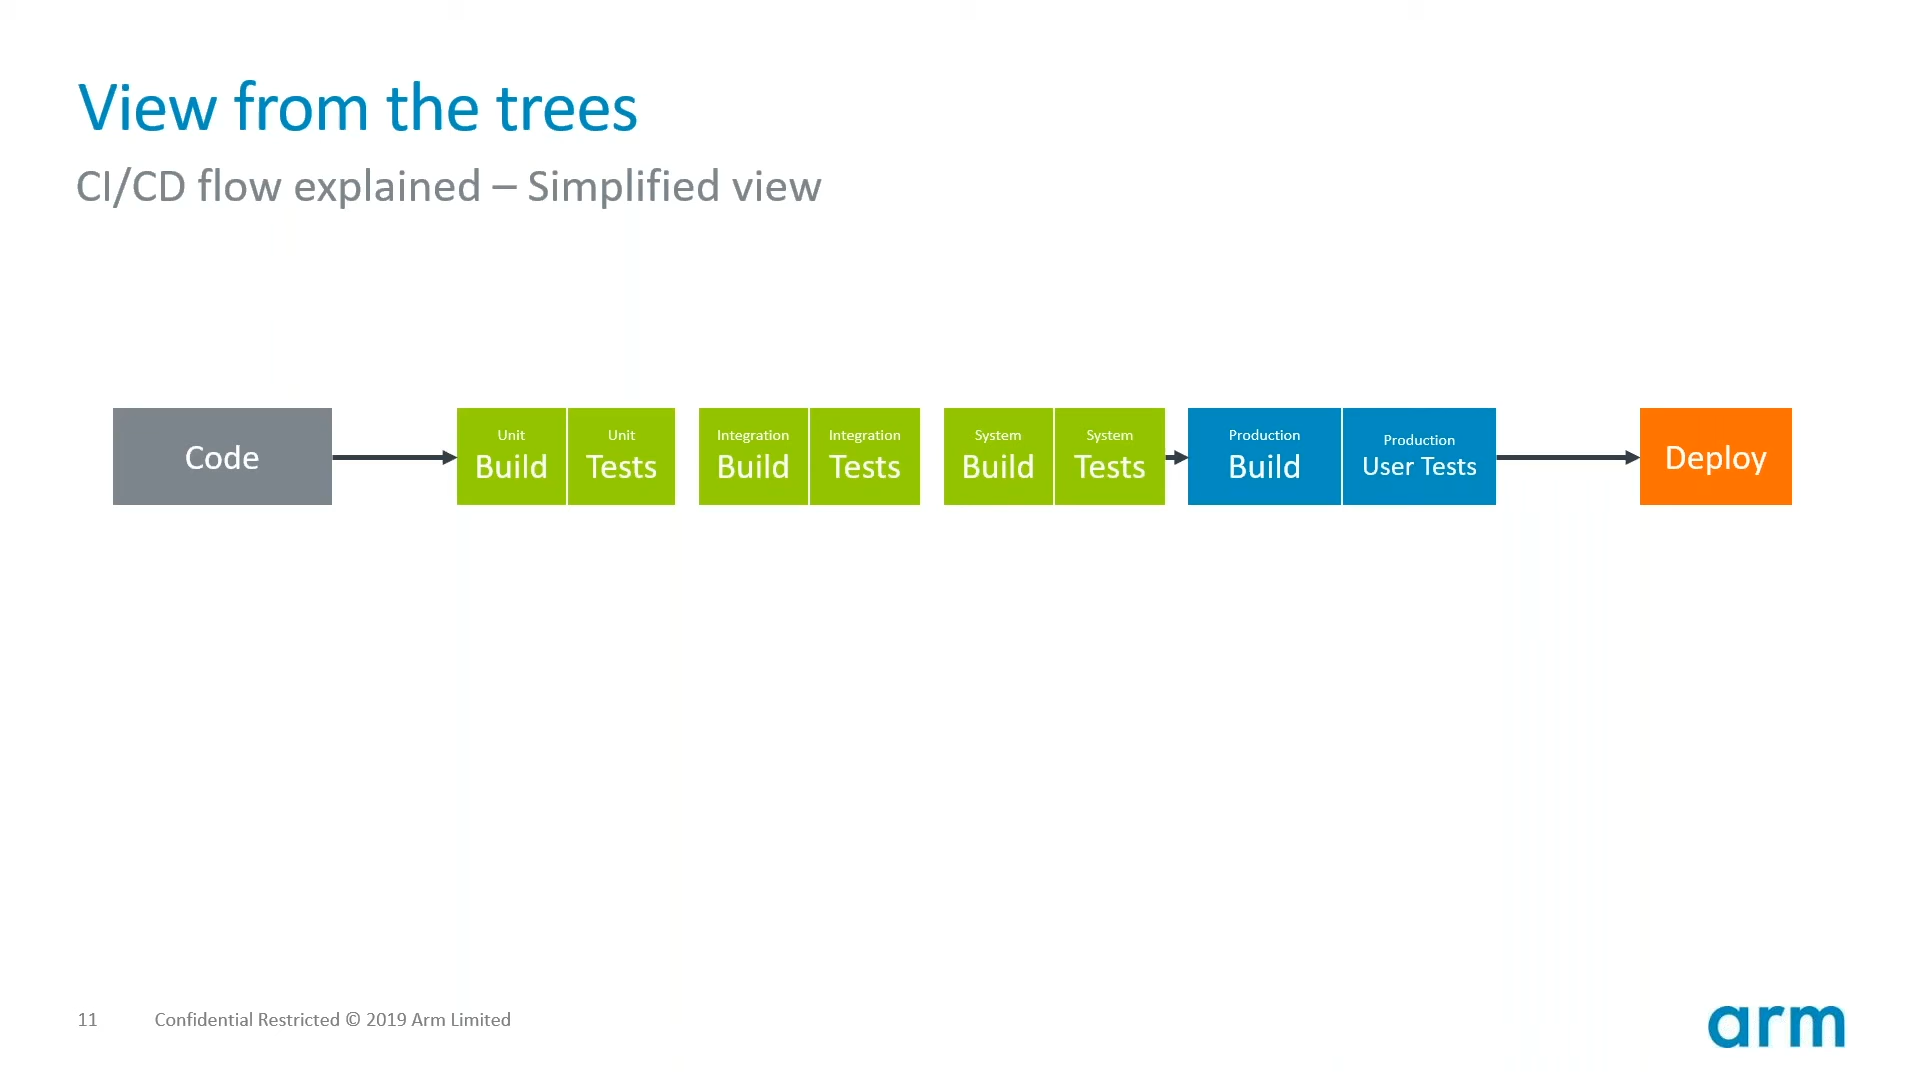 View from the trees
CI/CD flow explained – Simplified view
Code
Unit
Build
Unit
Tests
Integration
Build
Integration
Tests
System
Build
System
Tests
Production
Build
Production
User Tests
Deploy
11
Confidential Restricted © 2019 Arm Limited
arm